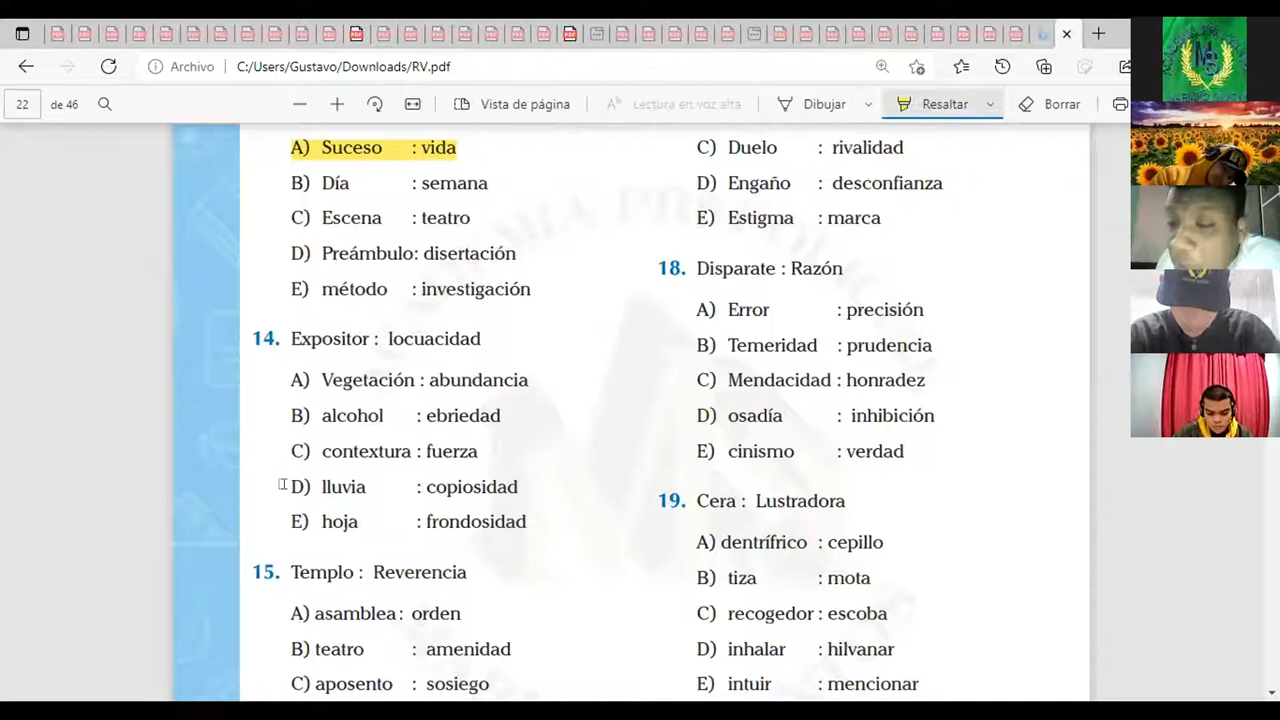 Archivo
C:/Users/Gustavo/Downloads/RV.pdf
22
de 46
Vista de página
Lectura en voz alta
Dibujar
Resaltar
Borrar
A) Suceso : vida
B) Día : semana
C) Escena : teatro
D) Preámbulo: disertación
E) método : investigación
14. Expositor : locuacidad
A) Vegetación : abundancia
B) alcohol : ebriedad
C) contextura : fuerza
D) lluvia : copiosidad
E) hoja : frondosidad
15. Templo : Reverencia
A) asamblea : orden
B) teatro : amenidad
C) aposento : sosiego
C) Duelo : rivalidad
D) Engaño : desconfianza
E) Estigma : marca
18. Disparate : Razón
A) Error : precisión
B) Temeridad : prudencia
C) Mendacidad : honradez
D) osadía : inhibición
E) cinismo : verdad
19. Cera : Lustradora
A) dentrífrico : cepillo
B) tiza : mota
C) recogedor : escoba
D) inhalar : hilvanar
E) intuir : mencionar